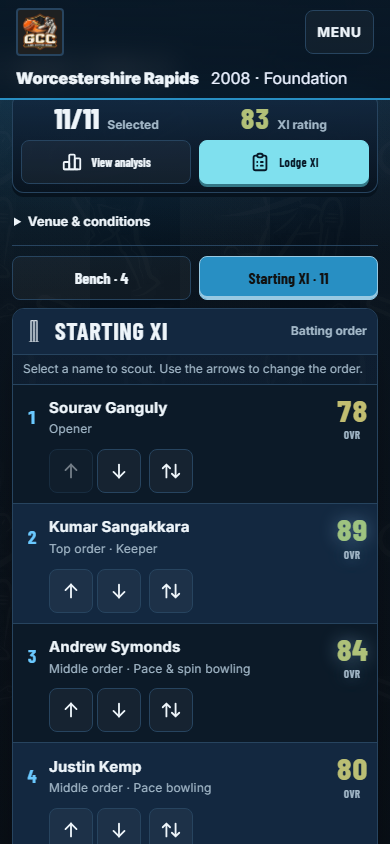 GCC
MENU
Worcestershire Rapids 2008 · Foundation
11/11 Selected 83 XI rating
View analysis Lodge XI
Venue & conditions
Bench · 4 Starting XI · 11
STARTING XI Batting order
Select a name to scout. Use the arrows to change the order.
1 Sourav Ganguly 78
Opener OVR
2 Kumar Sangakkara 89
Top order · Keeper OVR
3 Andrew Symonds 84
Middle order · Pace & spin bowling OVR
4 Justin Kemp 80
Middle order · Pace bowling OVR